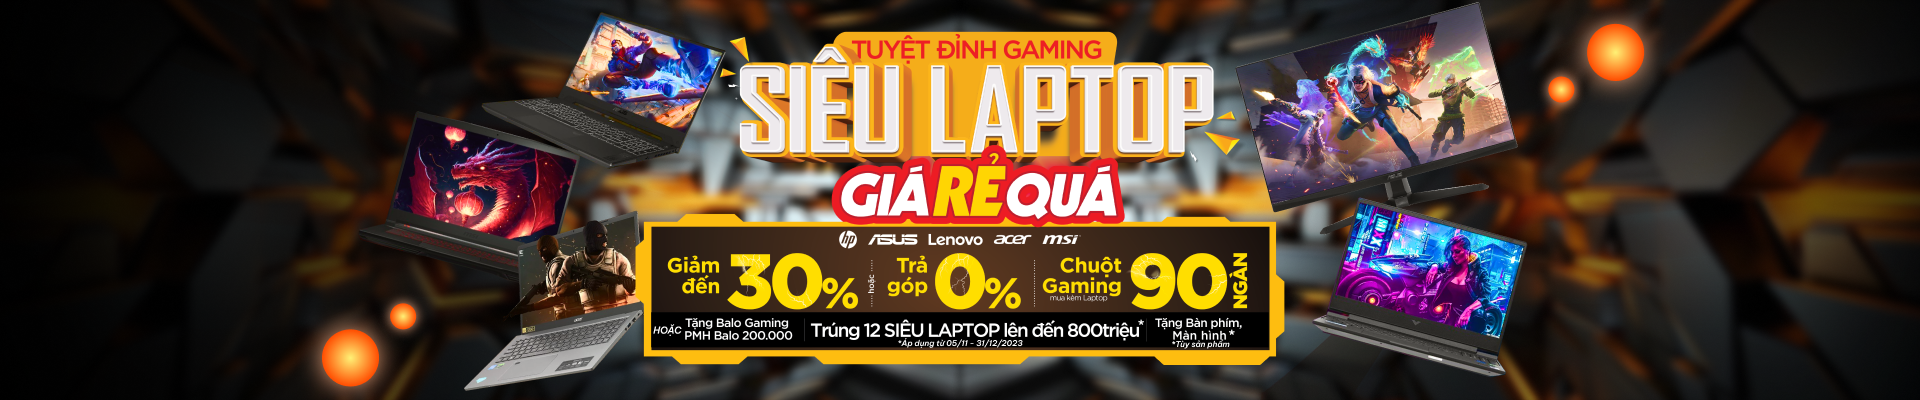 TUYỆT ĐỈNH GAMING
SIÊU LAPTOP
GIÁ RẺ QUÁ
hp ASUS Lenovo acer msi
Giảm đến 30%
hoặc
Trả góp 0%
Chuột Gaming
mua kèm Laptop
90 NGÀN
HOẶC
Tặng Balo Gaming
PMH Balo 200.000
Trúng 12 SIÊU LAPTOP lên đến 800triệu*
*Áp dụng từ 05/11 - 31/12/2023
Tặng Bàn phím,
Màn hình*
*Tùy sản phẩm